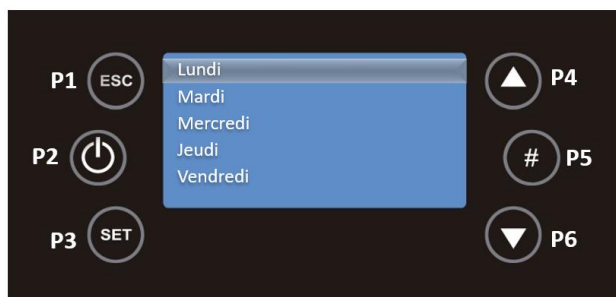 P1 ESC
P2
P3 SET
Lundi
Mardi
Mercredi
Jeudi
Vendredi
P4
# P5
P6